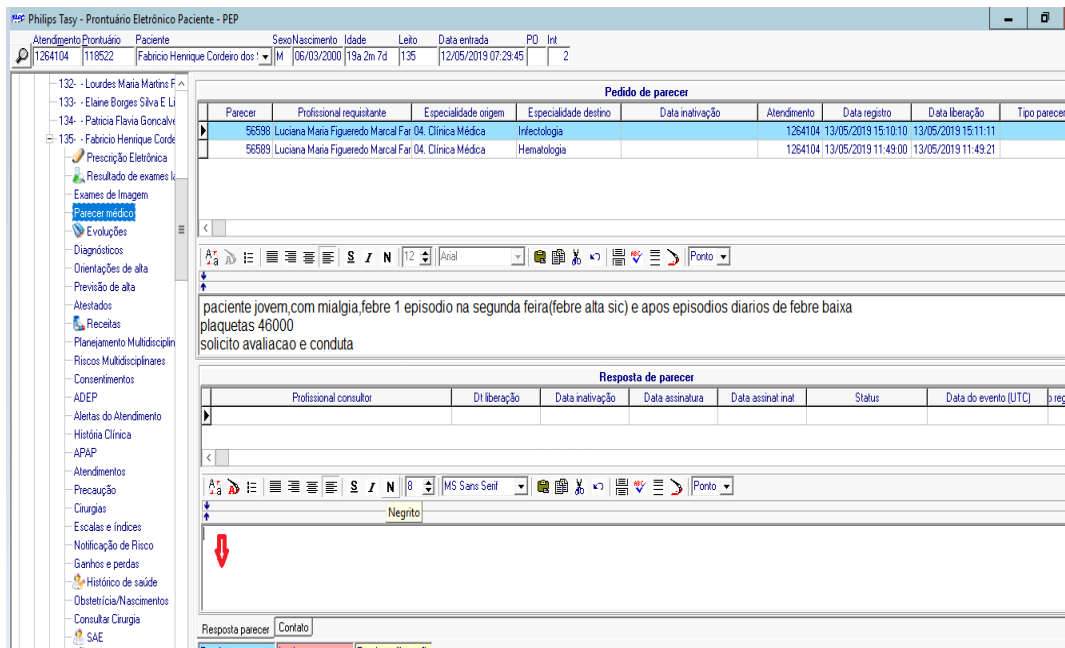 Philips Tasy - Prontuário Eletrônico Paciente - PEP
Atendimento Prontuário Paciente Sexo Nascimento Idade Leito Data entrada PO Int
1264104 118522 Fabricio Henrique Cordeiro dos M 06/03/2000 19a 2m 7d 135 12/05/2019 07:29:45 2
132- - Lourdes Maria Martins F
133- - Elaine Borges Silva E Li
134- - Patricia Flavia Goncalve
135- - Fabricio Henrique Corde
Prescrição Eletrônica
Resultado de exames la
Exames de Imagem
Parecer médico
Evoluções
Diagnósticos
Orientações de alta
Previsão de alta
Atestados
Receitas
Planejamento Multidisciplin
Riscos Multidisciplinares
Consentimentos
ADEP
Alertas do Atendimento
História Clínica
APAP
Atendimentos
Precaução
Cirurgias
Escalas e índices
Notificação de Risco
Ganhos e perdas
Histórico de saúde
Obstetrícia/Nascimentos
Consultar Cirurgia
SAE
Pedido de parecer
Parecer Profissional requisitante Especialidade origem Especialidade destino Data inativação Atendimento Data registro Data liberação Tipo parecer
56598 Luciana Maria Figueredo Marcal Far 04. Clínica Médica Infectologia 1264104 13/05/2019 15:10:10 13/05/2019 15:11:11
56589 Luciana Maria Figueredo Marcal Far 04. Clínica Médica Hematologia 1264104 13/05/2019 11:49:00 13/05/2019 11:49:21
S I N 12 Arial Ponto
paciente jovem,com mialgia,febre 1 episodio na segunda feira(febre alta sic) e apos episodios diarios de febre baixa
plaquetas 46000
solicito avaliacao e conduta
Resposta de parecer
Profissional consultor Dt liberação Data inativação Data assinatura Data assinat inat Status Data do evento (UTC)
S I N 8 MS Sans Serif Ponto
Negrito
Resposta parecer Contato